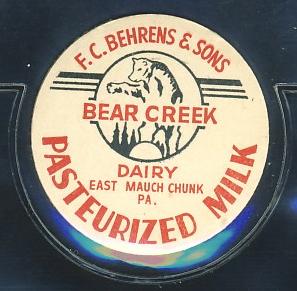 F.C. BEHRENS & SONS
BEAR CREEK
DAIRY
EAST MAUCH CHUNK
PA.
PASTEURIZED MILK